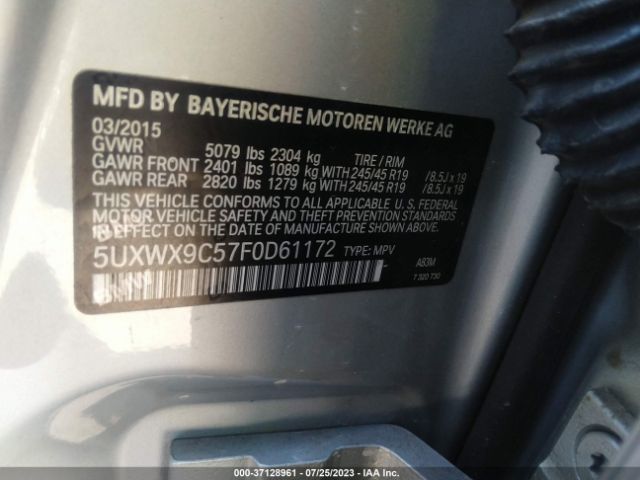 MFD BY BAYERISCHE MOTOREN WERKE AG
03/2015
GVWR 5079 lbs 2304 kg TIRE / RIM
GAWR FRONT 2401 lbs 1089 kg WITH 245/45 R19 / 8.5J x 19
GAWR REAR 2820 lbs 1279 kg WITH 245/45 R19 / 8.5J x 19
THIS VEHICLE CONFORMS TO ALL APPLICABLE U. S. FEDERAL
MOTOR VEHICLE SAFETY AND THEFT PREVENTION STANDARDS
IN EFFECT ON THE DATE OF MANUFACTURE SHOWN ABOVE.
5UXWX9C57F0D61172 TYPE: MPV
A83M
7 320 730
000-37128961 / 07/25/2023 - IAA Inc.